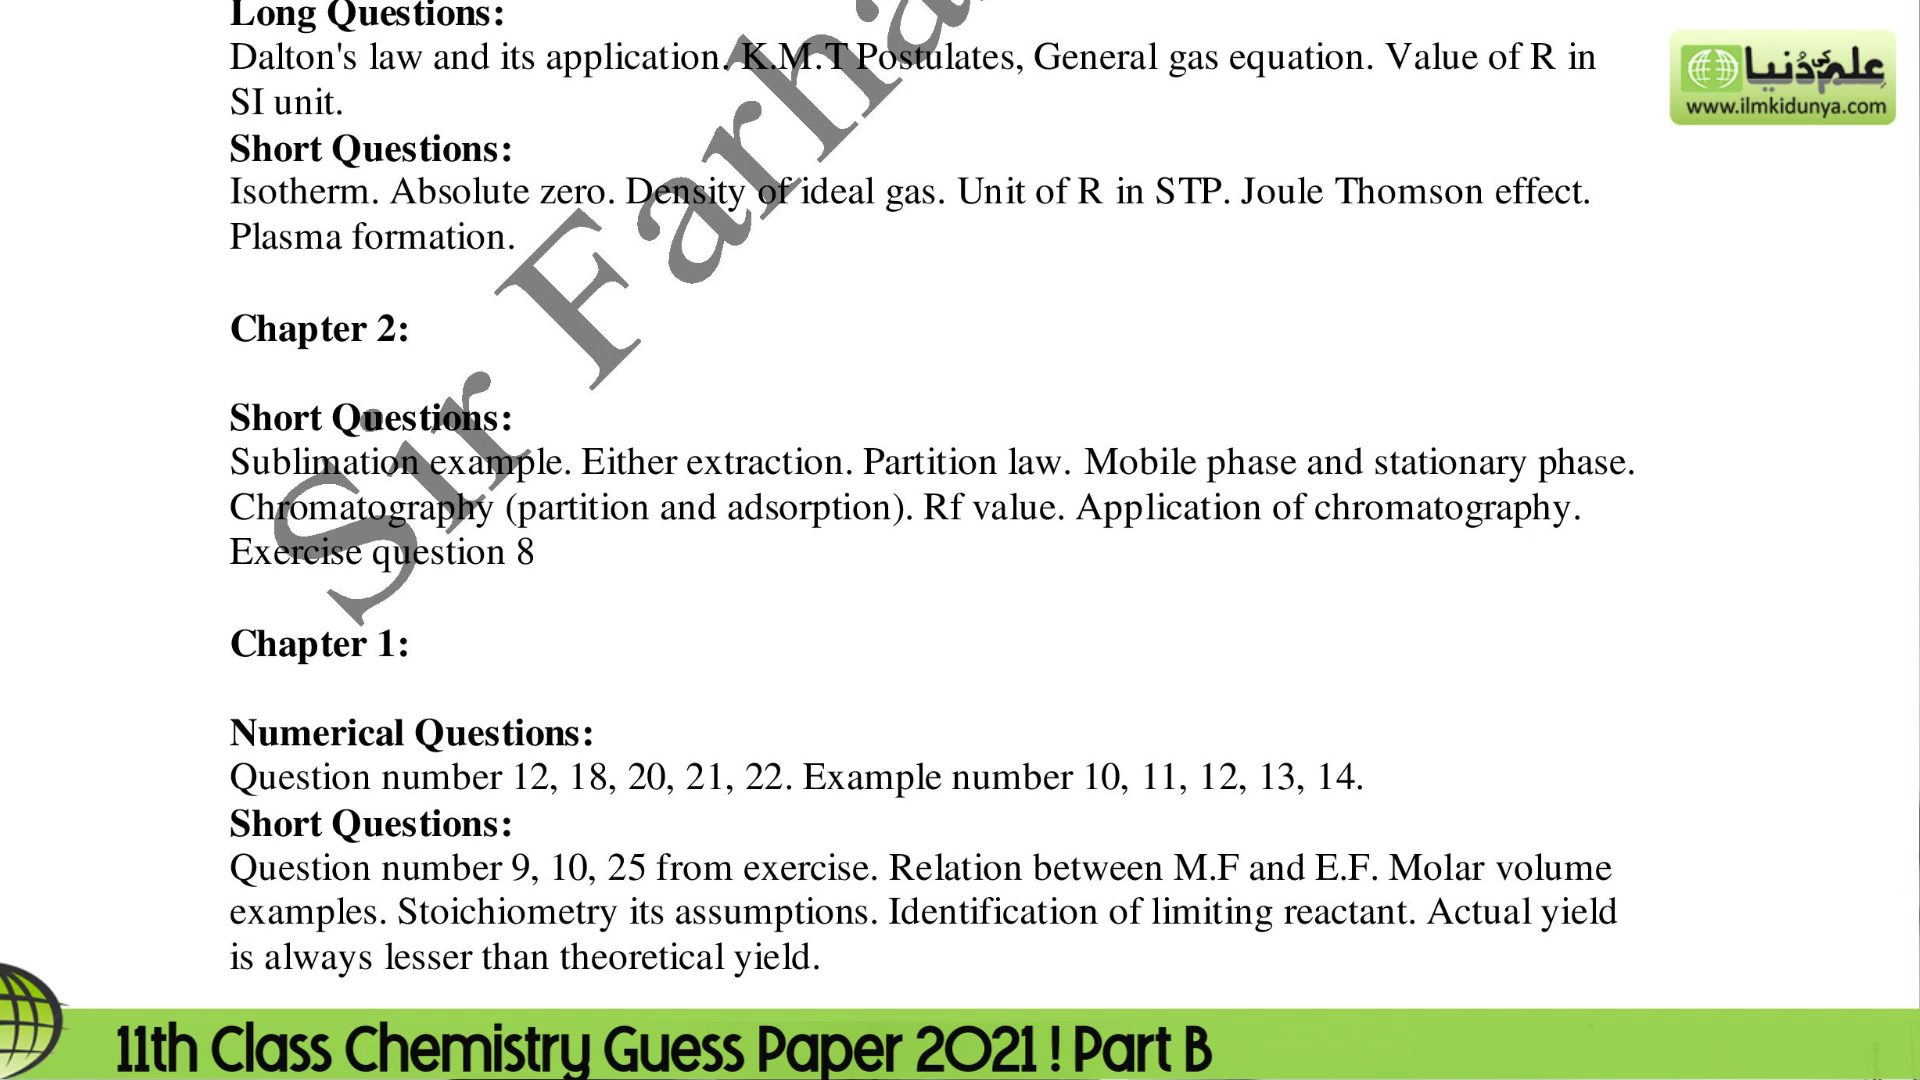 Long Questions:
Dalton's law and its application. K.M.T Postulates, General gas equation. Value of R in
SI unit.
Short Questions:
Isotherm. Absolute zero. Density of ideal gas. Unit of R in STP. Joule Thomson effect.
Plasma formation.
Chapter 2:
Short Questions:
Sublimation example. Either extraction. Partition law. Mobile phase and stationary phase.
Chromatography (partition and adsorption). Rf value. Application of chromatography.
Exercise question 8
Chapter 1:
Numerical Questions:
Question number 12, 18, 20, 21, 22. Example number 10, 11, 12, 13, 14.
Short Questions:
Question number 9, 10, 25 from exercise. Relation between M.F and E.F. Molar volume
examples. Stoichiometry its assumptions. Identification of limiting reactant. Actual yield
is always lesser than theoretical yield.
Sir Farha
علم کی دُنیا
www.ilmkidunya.com
11th Class Chemistry Guess Paper 2021 ! Part B